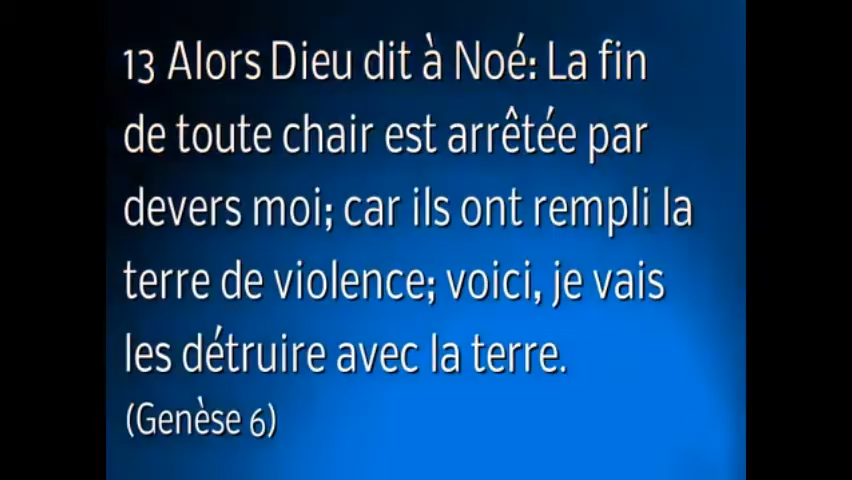 13 Alors Dieu dit à Noé: La fin
de toute chair est arrêtée par
devers moi; car ils ont rempli la
terre de violence; voici, je vais
les détruire avec la terre.
(Genèse 6)